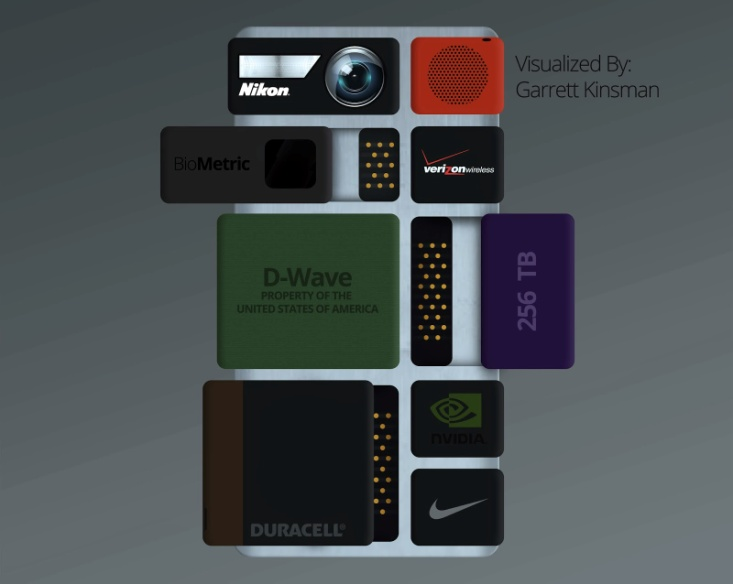 Nikon
Visualized By:
Garrett Kinsman
BioMetric
verizonwireless
D-Wave
PROPERTY OF THE
UNITED STATES OF AMERICA
256 TB
DURACELL®
NVIDIA